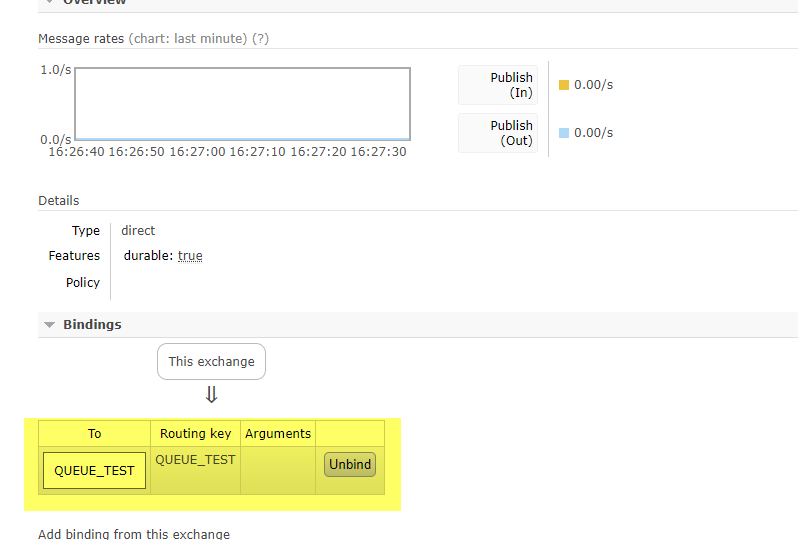 Overview
Message rates (chart: last minute) (?)
1.0/s
0.0/s
16:26:40 16:26:50 16:27:00 16:27:10 16:27:20 16:27:30
Publish
(In)
0.00/s
Publish
(Out)
0.00/s
Details
Type direct
Features durable: true
Policy
Bindings
This exchange
⇓
To Routing key Arguments
QUEUE_TEST QUEUE_TEST Unbind
Add binding from this exchange